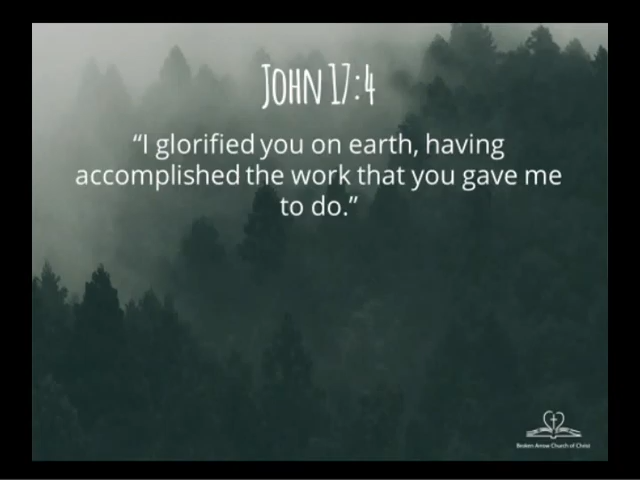 John 17:4
“I glorified you on earth, having
accomplished the work that you gave me
to do.”
Broken Arrow Church of Christ